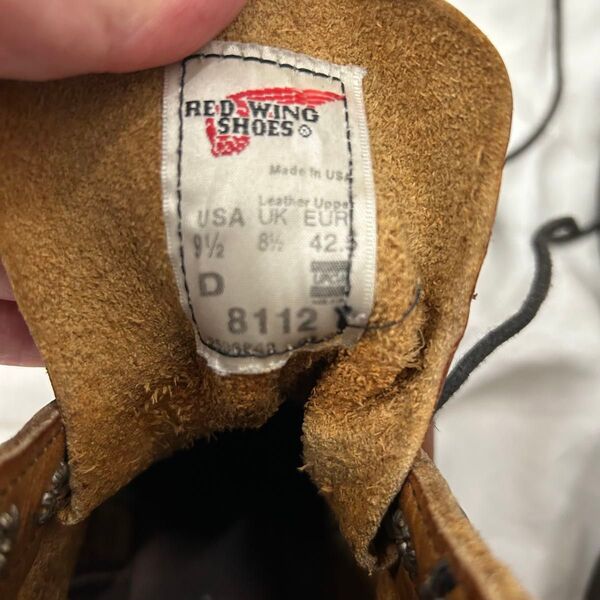 RED WING
SHOES
Made in USA
Leather Upper
USA UK EUR
9½ 8½ 42.5
D
8112